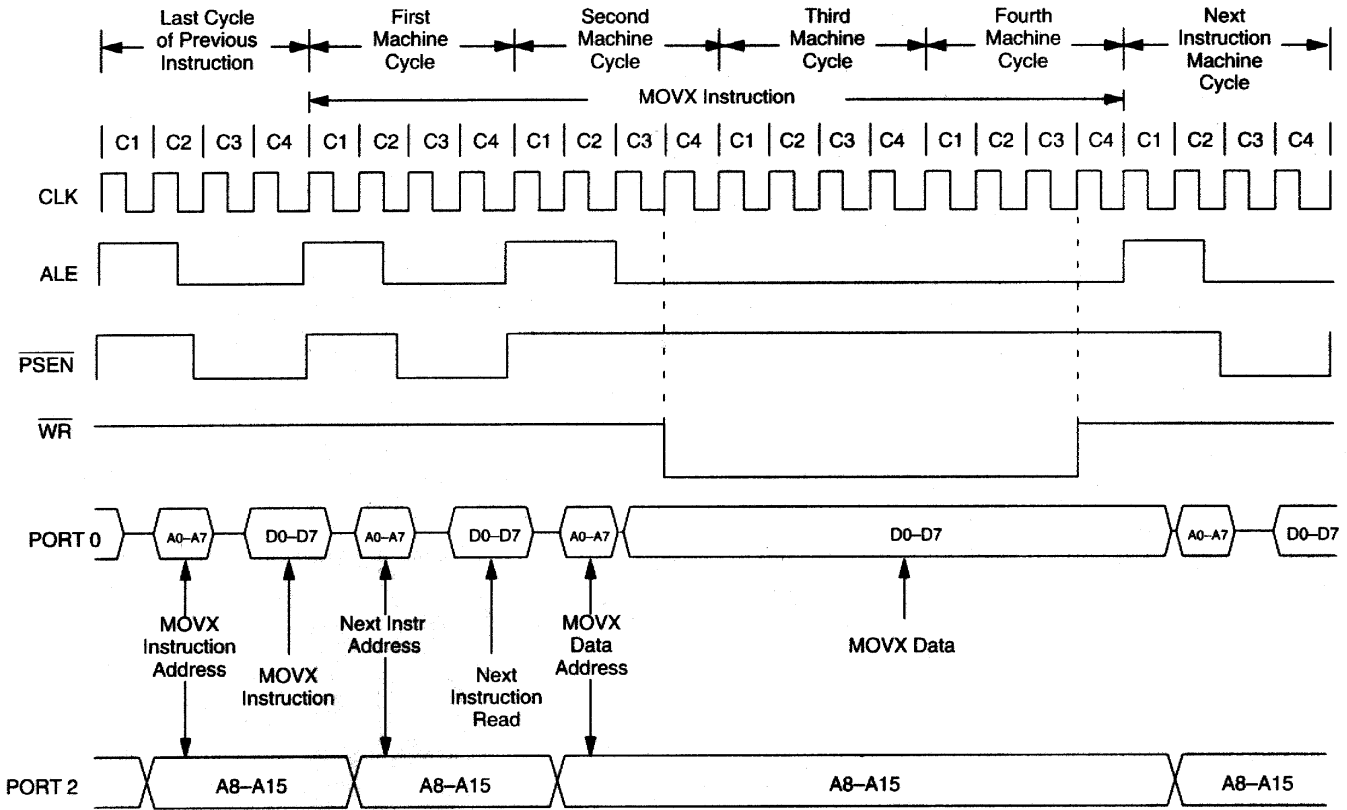 Last Cycle
of Previous
Instruction
First
Machine
Cycle
Second
Machine
Cycle
Third
Machine
Cycle
Fourth
Machine
Cycle
Next
Instruction
Machine
Cycle
MOVX Instruction
C1 C2 C3 C4 C1 C2 C3 C4 C1 C2 C3 C4 C1 C2 C3 C4 C1 C2 C3 C4 C1 C2 C3 C4
CLK
ALE
PSEN
WR
PORT 0
A0–A7 D0–D7 A0–A7 D0–D7 A0–A7 D0–D7 A0–A7 D0–D7
MOVX
Instruction
Address
MOVX
Instruction
Next Instr
Address
Next
Instruction
Read
MOVX
Data
Address
MOVX Data
PORT 2
A8–A15 A8–A15 A8–A15 A8–A15